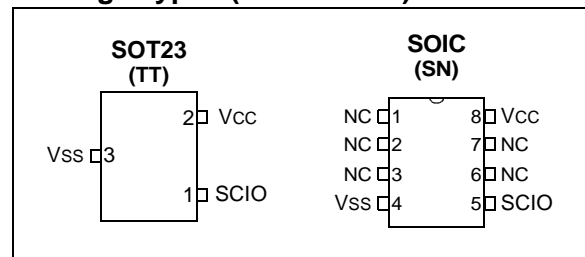 SOT23
(TT)
2 VCC
VSS 3
1 SCIO
SOIC
(SN)
NC 1 8 VCC
NC 2 7 NC
NC 3 6 NC
VSS 4 5 SCIO